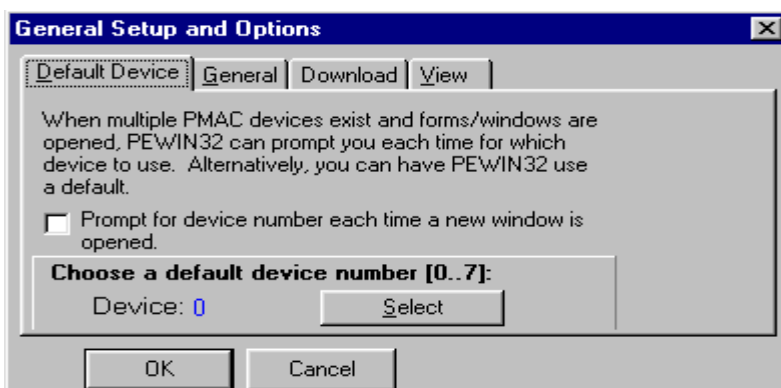 General Setup and Options
Default Device General Download View
When multiple PMAC devices exist and forms/windows are
opened, PEWIN32 can prompt you each time for which
device to use. Alternatively, you can have PEWIN32 use
a default.
Prompt for device number each time a new window is
opened.
Choose a default device number [0..7]:
Device: 0 Select
OK Cancel